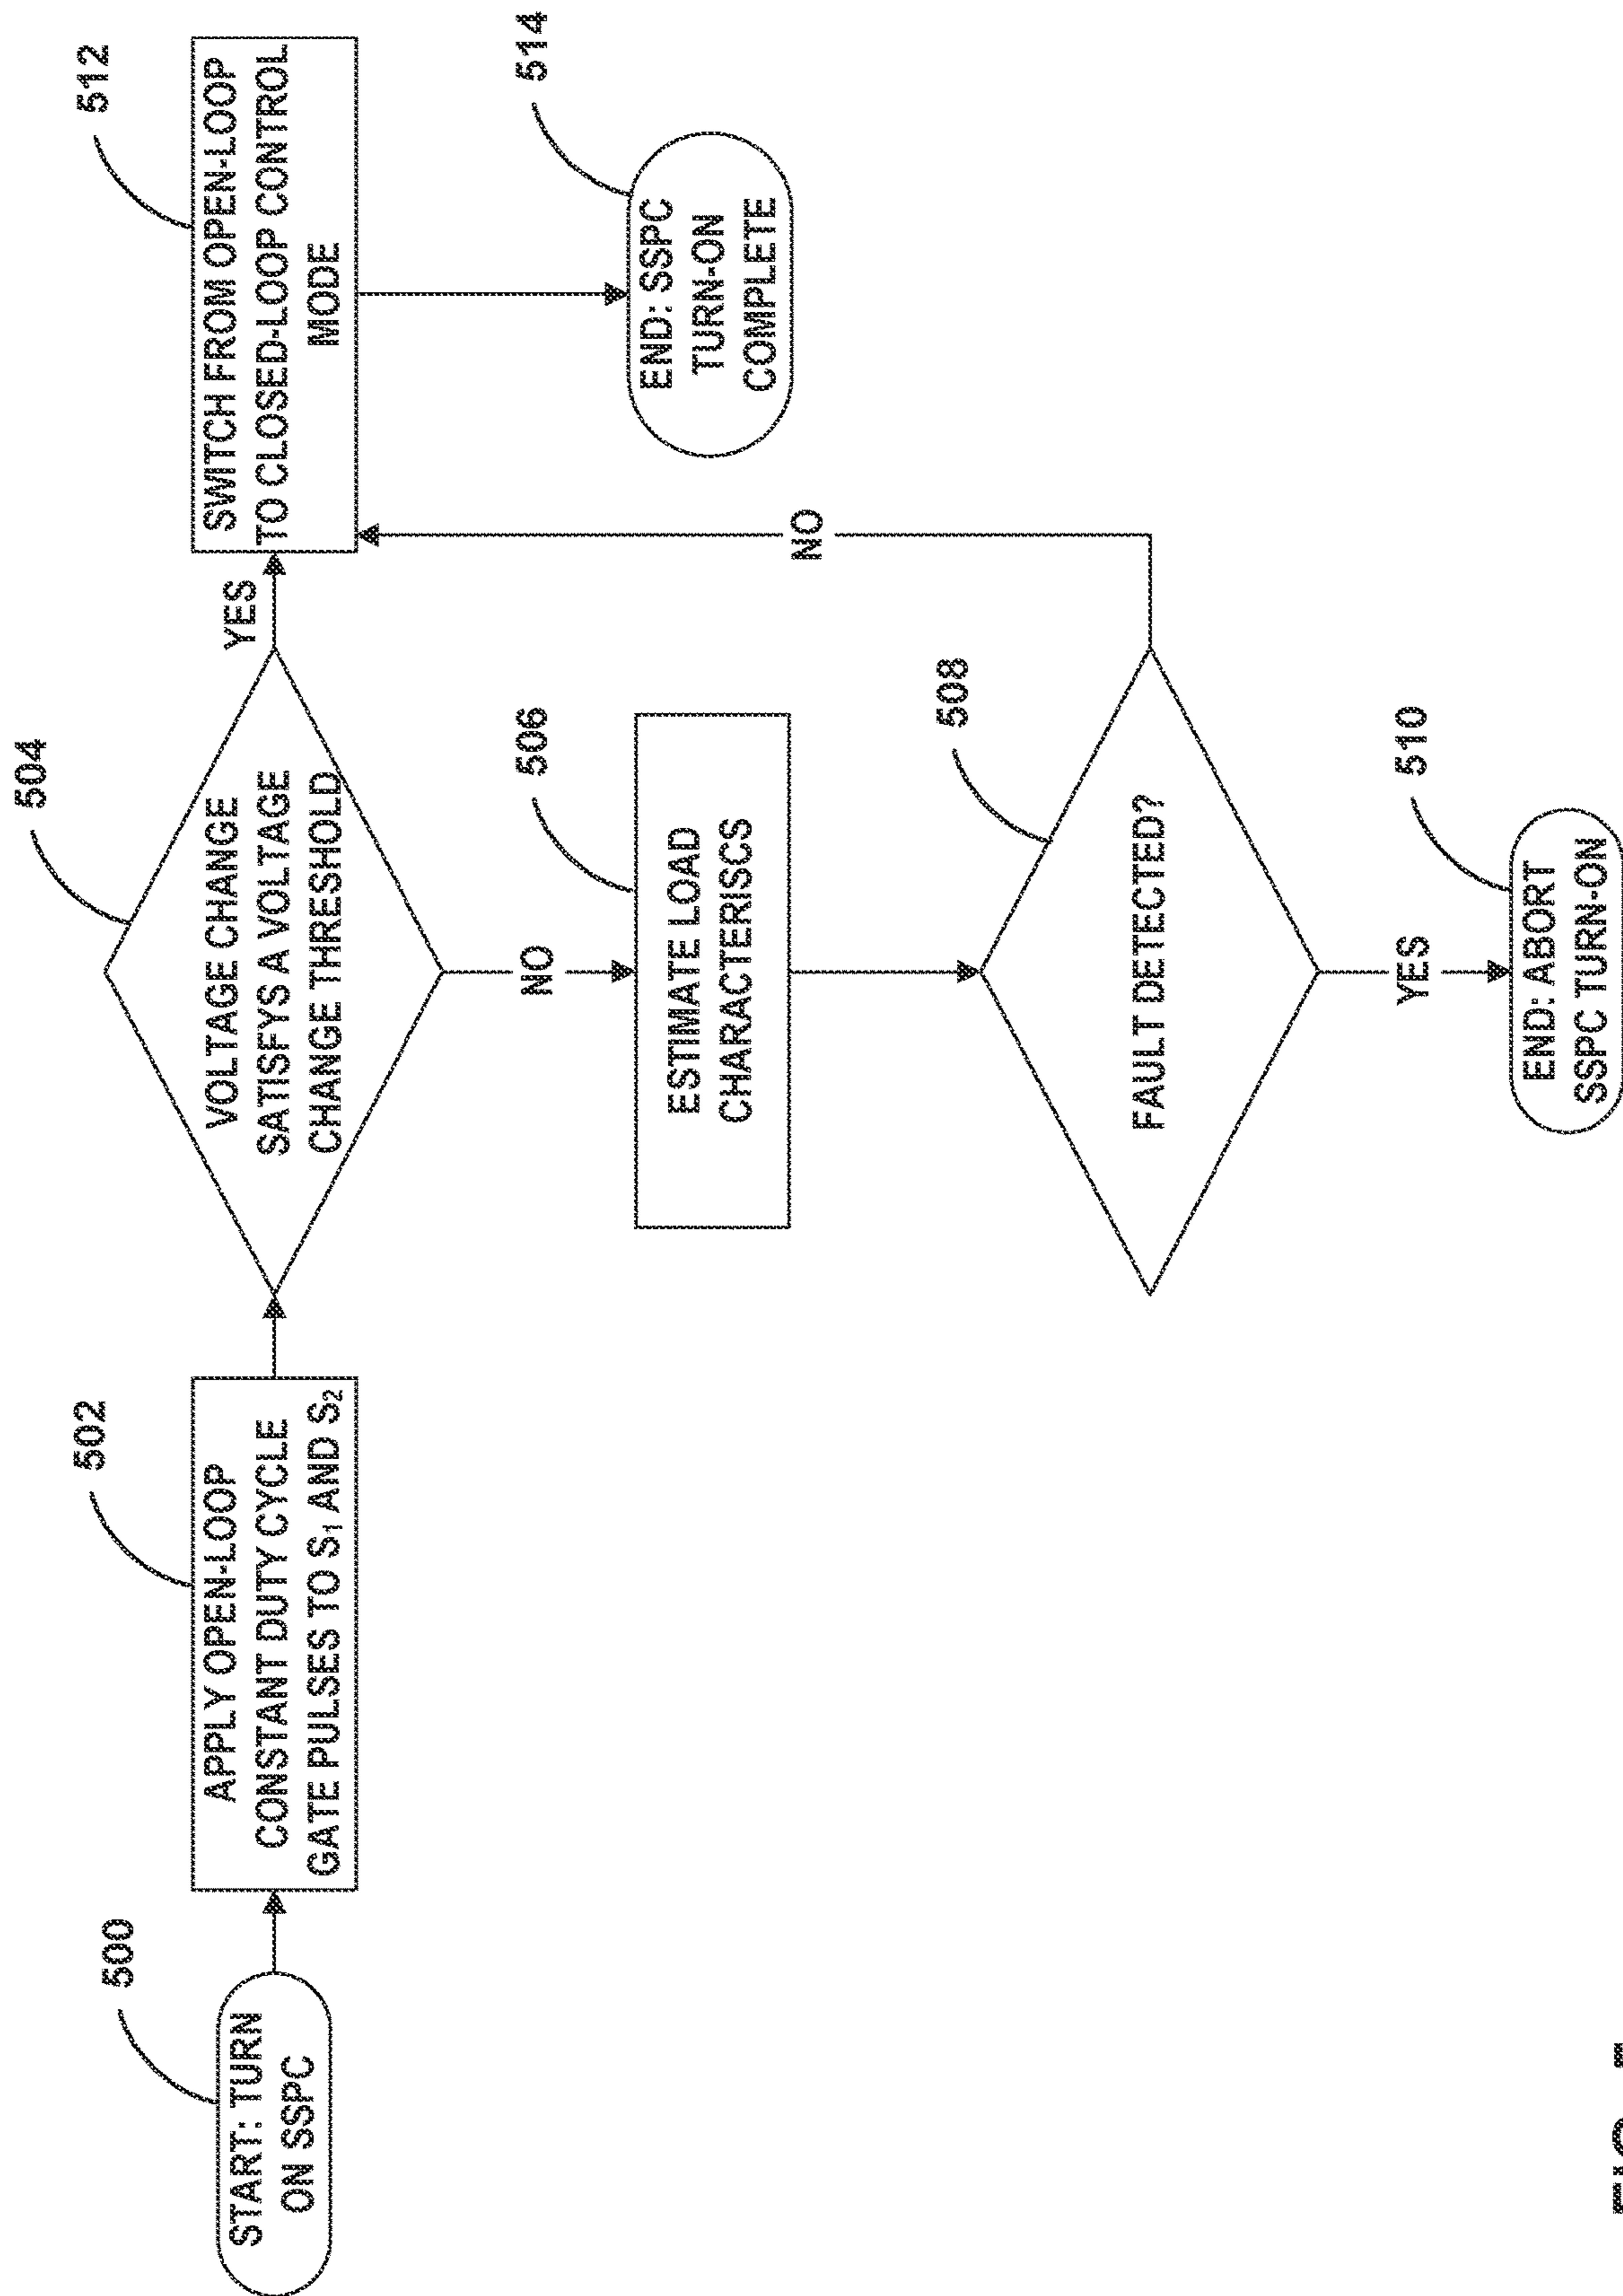 500
START: TURN
ON SSPC
502
APPLY OPEN-LOOP
CONSTANT DUTY CYCLE
GATE PULSES TO S₁ AND S₂
504
VOLTAGE CHANGE
SATISFYS A VOLTAGE
CHANGE THRESHOLD
YES
512
SWITCH FROM OPEN-LOOP
TO CLOSED-LOOP CONTROL
MODE
NO
506
ESTIMATE LOAD
CHARACTERISCS
514
END: SSPC
TURN-ON
COMPLETE
508
FAULT DETECTED?
NO
YES
510
END: ABORT
SSPC TURN-ON